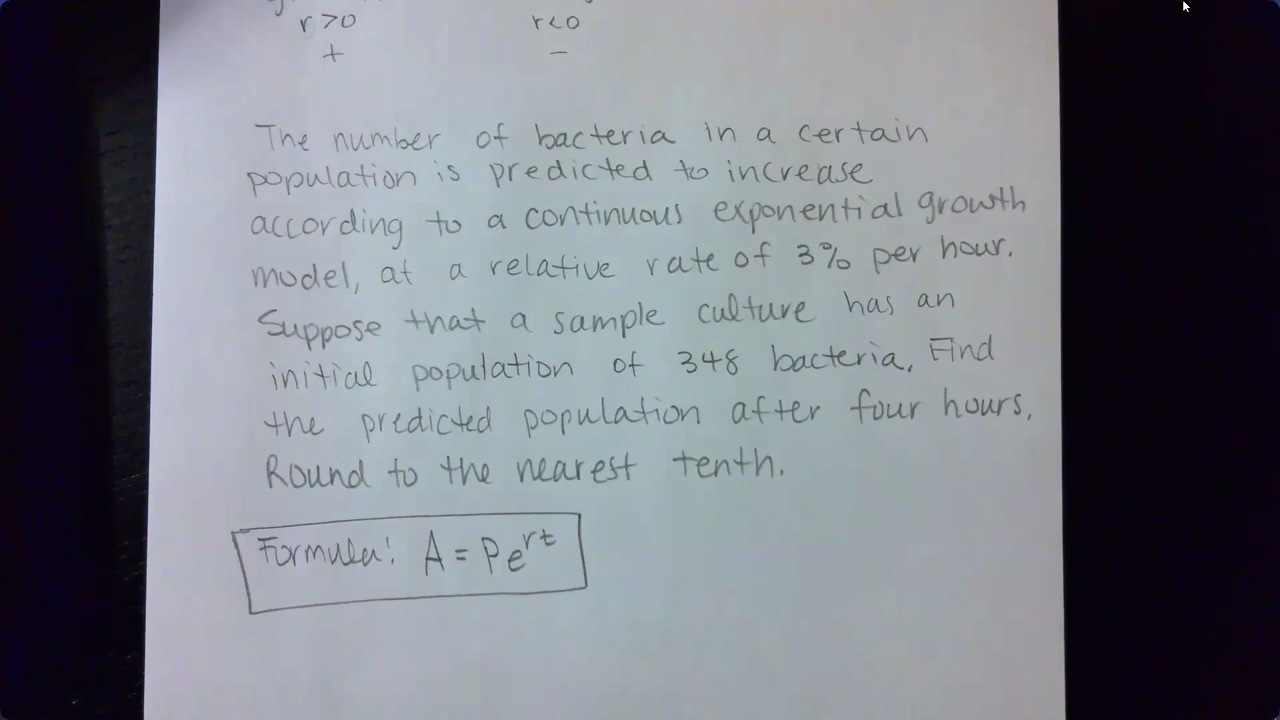 r>0 r<0
+ −
The number of bacteria in a certain
population is predicted to increase
according to a continuous exponential growth
model, at a relative rate of 3% per hour.
Suppose that a sample culture has an
initial population of 348 bacteria. Find
the predicted population after four hours.
Round to the nearest tenth.
Formula: A = Pe^{rt}